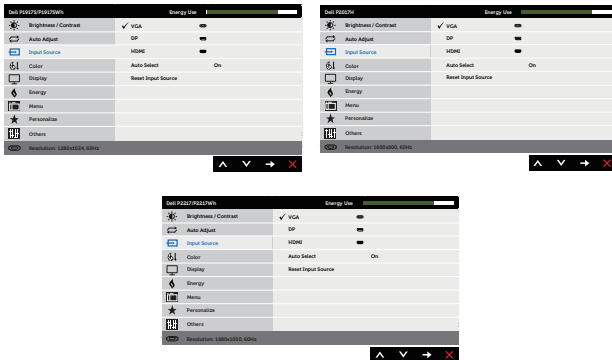 Dell P1917S/P1917SWh Energy Use
Brightness / Contrast VGA
Auto Adjust DP
Input Source HDMI
Color Auto Select On
Display Reset Input Source
Energy
Menu
Personalize
Others
Resolution: 1280x1024, 60Hz
Dell P2017H Energy Use
Brightness / Contrast VGA
Auto Adjust DP
Input Source HDMI
Color Auto Select On
Display Reset Input Source
Energy
Menu
Personalize
Others
Resolution: 1600x900, 60Hz
Dell P2217/P2217Wh Energy Use
Brightness / Contrast VGA
Auto Adjust DP
Input Source HDMI
Color Auto Select On
Display Reset Input Source
Energy
Menu
Personalize
Others
Resolution: 1680x1050, 60Hz